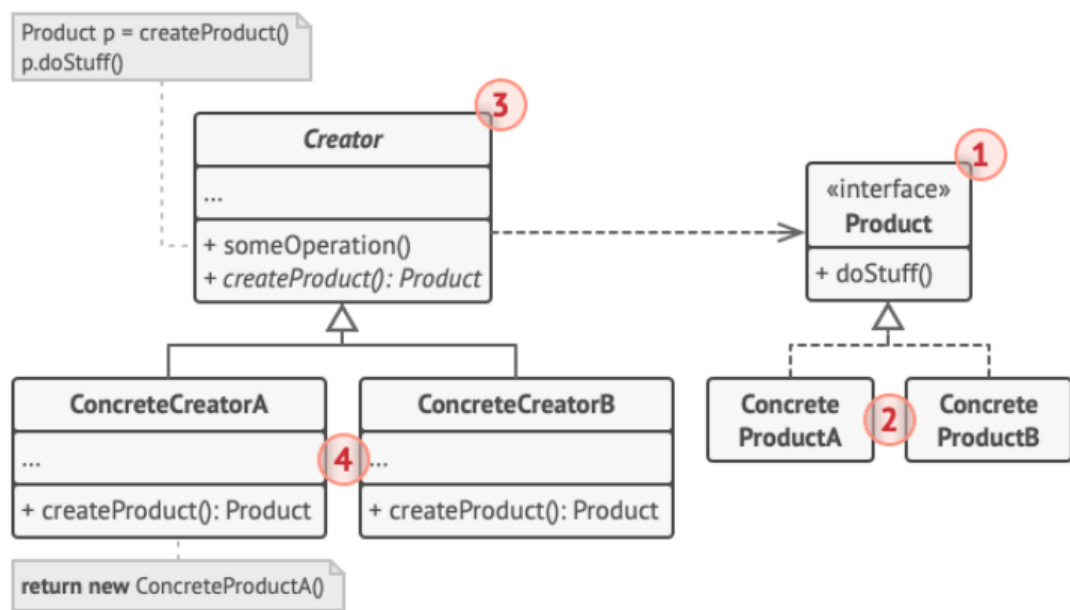 Product p = createProduct()
p.doStuff()
3
Creator
...
+ someOperation()
+ createProduct(): Product
1
«interface»
Product
+ doStuff()
ConcreteCreatorA
...
+ createProduct(): Product
4
ConcreteCreatorB
...
+ createProduct(): Product
Concrete
ProductA
2
Concrete
ProductB
return new ConcreteProductA()